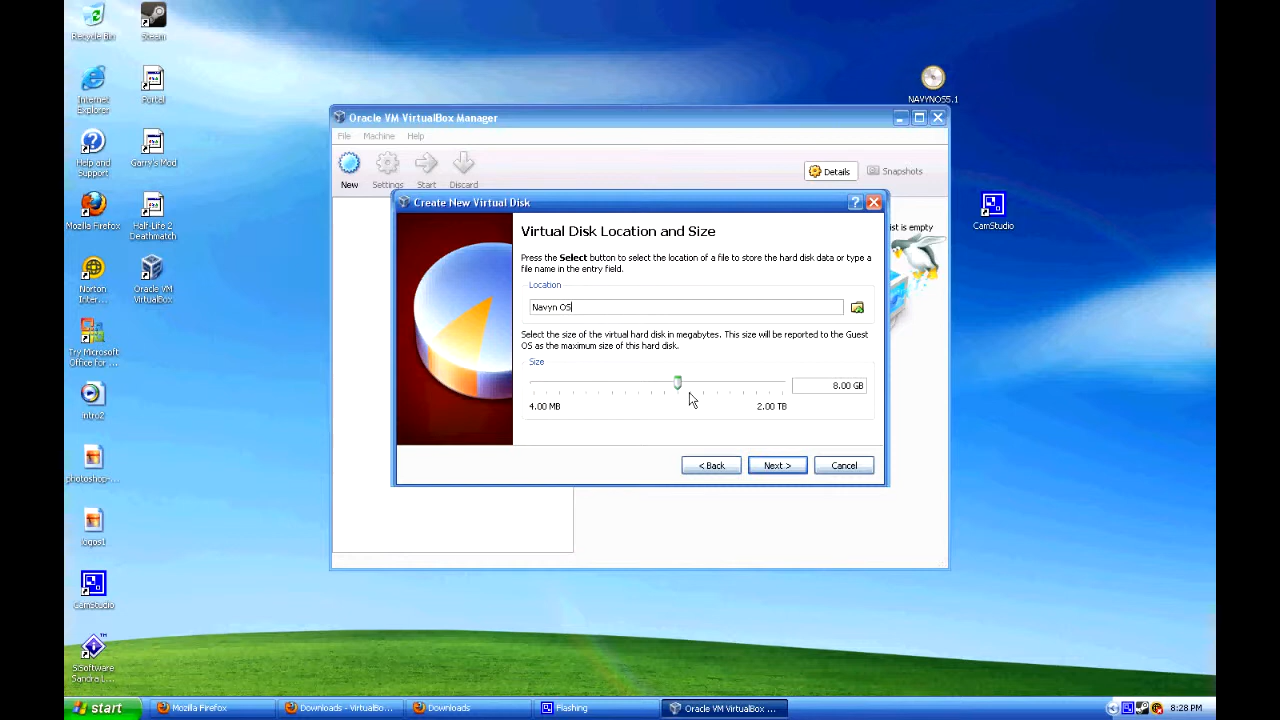 Recycle Bin
Steam
Internet
Explorer
Portal
Help and
Support
Garry's Mod
Mozilla Firefox
Half-Life 2
Deathmatch
Norton
Inter...
Oracle VM
VirtualBox
Try Microsoft
Office for ...
intro2
photoshop-...
logos1
CamStudio
SiSoftware
Sandra L...
NAVYNOS5.1
CamStudio
Oracle VM VirtualBox Manager
File Machine Help
New Settings Start Discard
Details Snapshots
ist is empty
Create New Virtual Disk
Virtual Disk Location and Size
Press the Select button to select the location of a file to store the hard disk data or type a
file name in the entry field.
Location
Navyn OS
Select the size of the virtual hard disk in megabytes. This size will be reported to the Guest
OS as the maximum size of this hard disk.
Size
8.00 GB
4.00 MB 2.00 TB
< Back Next > Cancel
start Mozilla Firefox Downloads - VirtualBo... Downloads Flashing Oracle VM VirtualBox ... 8:28 PM